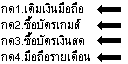 กด1.เติมเงินมือถือ
กด2.ซื้อบัตรเกมส์
กด3.ซื้อบัตรเงินสด
กด4.มือถือรายเดือน